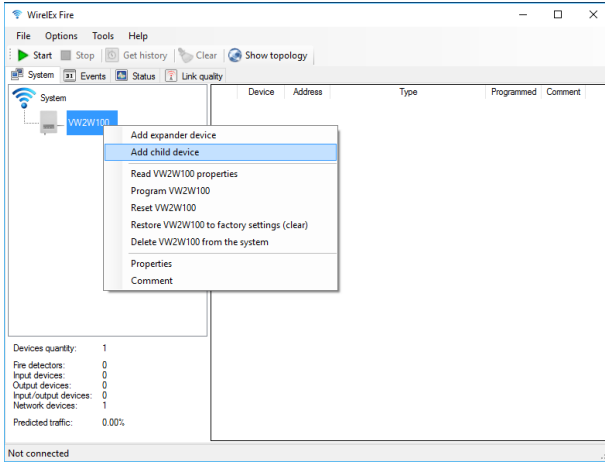 WirelEx Fire
File Options Tools Help
Start Stop Get history Clear Show topology
System 31 Events Status Link quality
System
VW2W100
Device Address Type Programmed Comment
Add expander device
Add child device
Read VW2W100 properties
Program VW2W100
Reset VW2W100
Restore VW2W100 to factory settings (clear)
Delete VW2W100 from the system
Properties
Comment
Devices quantity: 1
Fire detectors: 0
Input devices: 0
Output devices: 0
Input/output devices: 0
Network devices: 1
Predicted traffic: 0.00%
Not connected